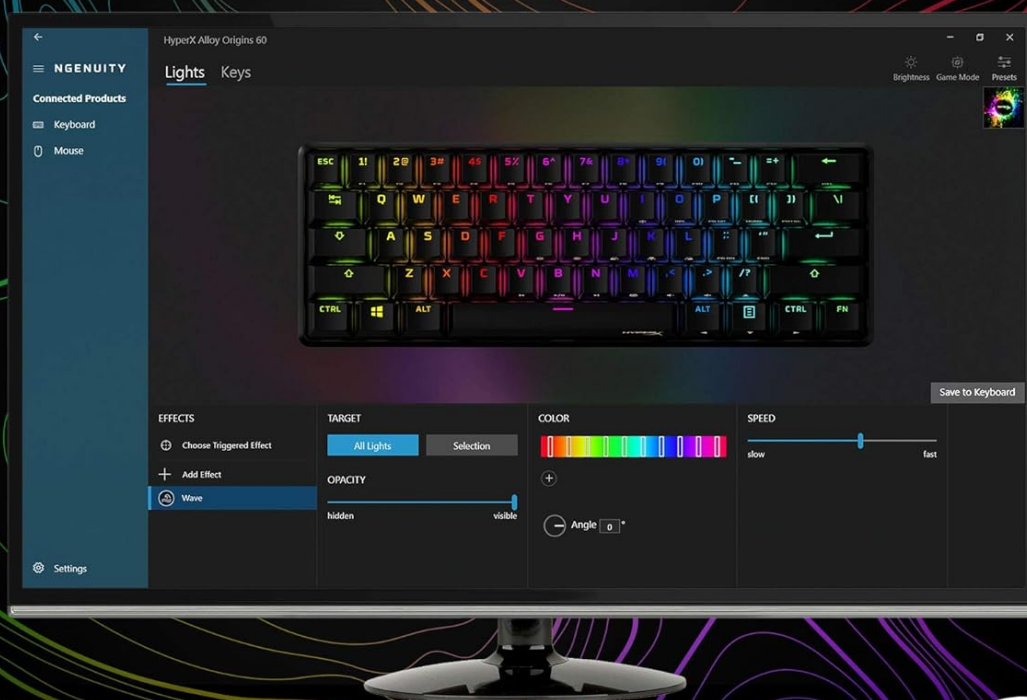 HyperX Alloy Origins 60
NGENUITY
Lights Keys
Brightness Game Mode Presets
Connected Products
Keyboard
Mouse
ESC 1! 2@ 3# 4$ 5% 6^ 7& 8* 9( 0) -_ =+
Q W E R T Y U I O P [{ ]} \|
A S D F G H J K L ;: '"
Z X C V B N M ,< .> /?
CTRL ALT ALT CTRL FN
HYPERX
Save to Keyboard
EFFECTS
Choose Triggered Effect
Add Effect
Wave
TARGET
All Lights Selection
OPACITY
hidden visible
COLOR
Angle 0 °
SPEED
slow fast
Settings